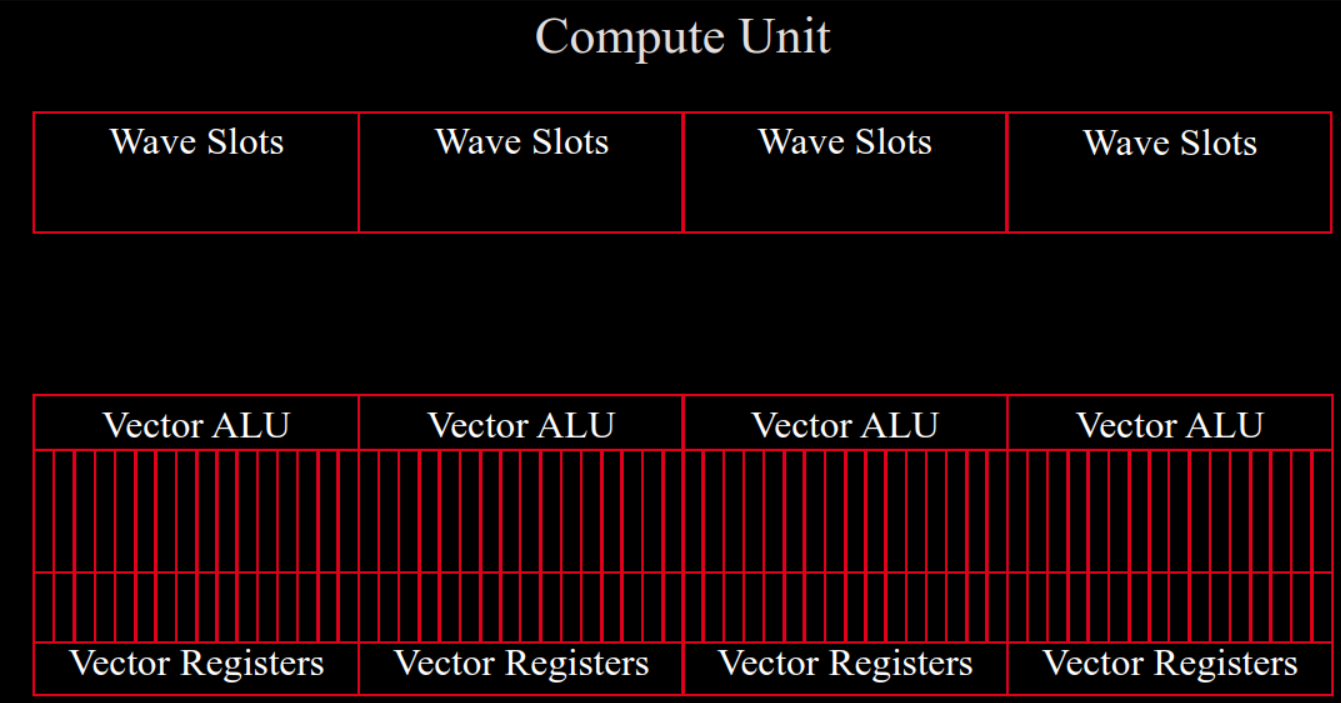 Compute Unit
Wave Slots Wave Slots Wave Slots Wave Slots
Vector ALU Vector ALU Vector ALU Vector ALU
Vector Registers Vector Registers Vector Registers Vector Registers